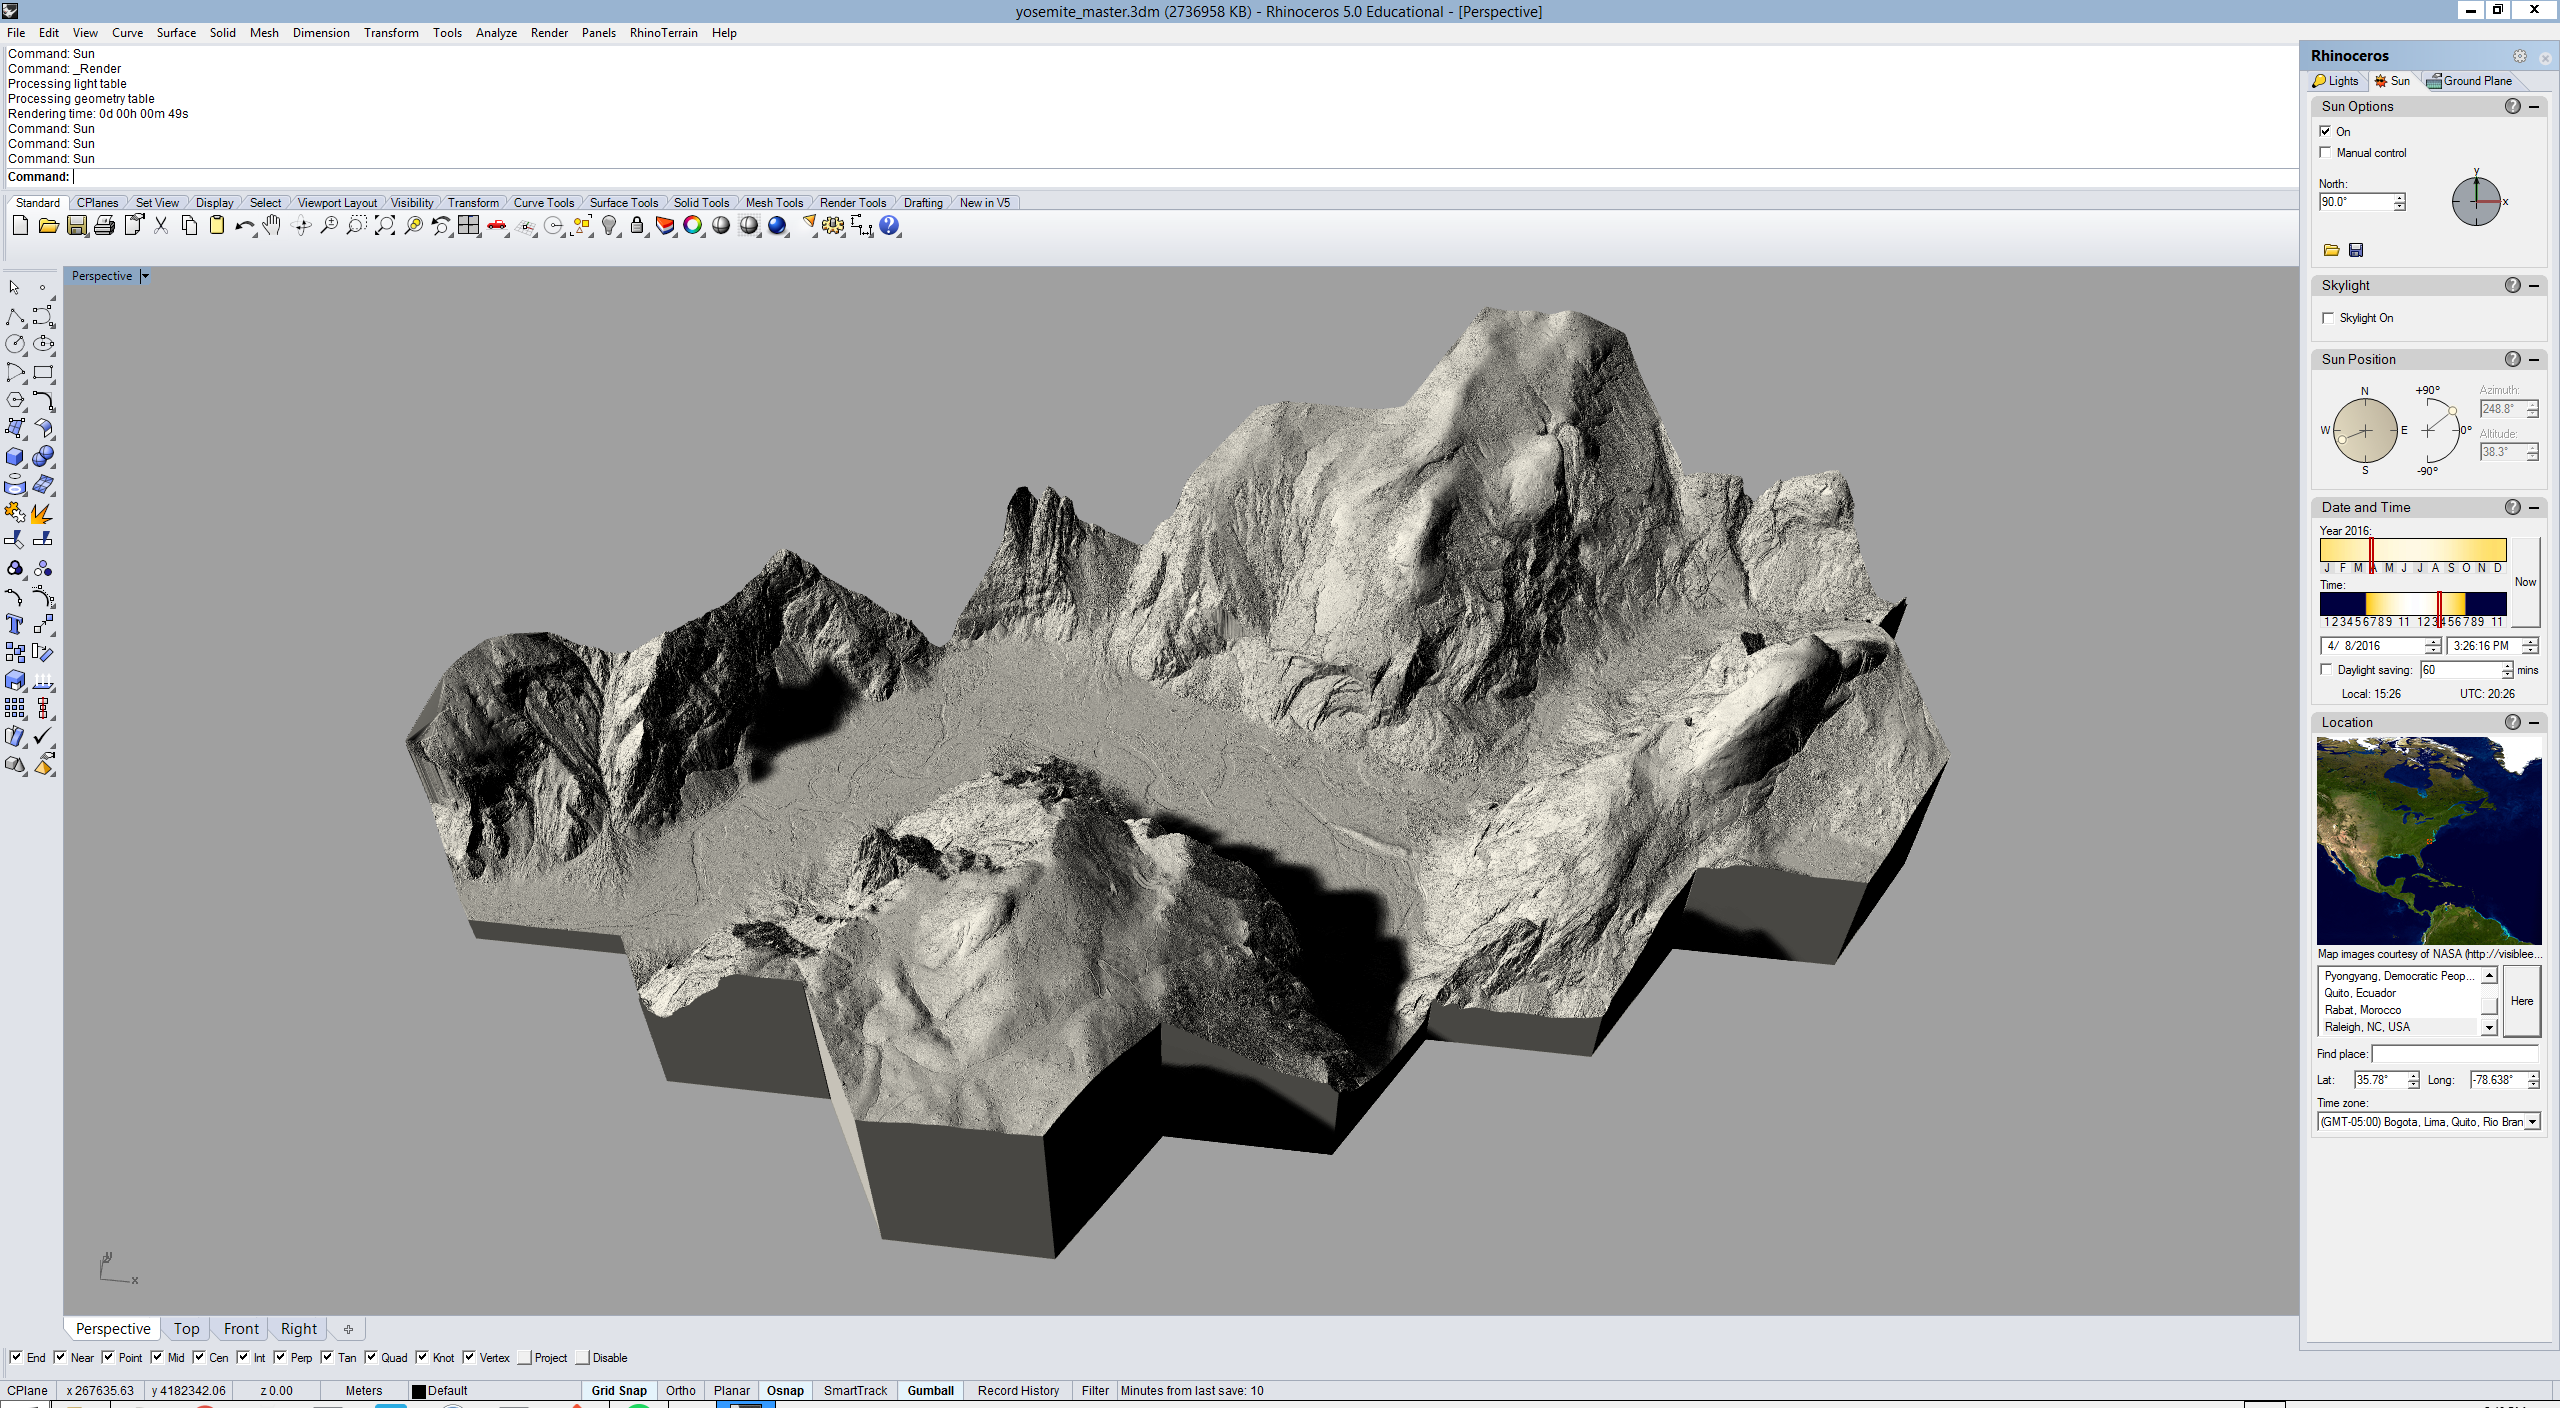 yosemite_master.3dm (2736958 KB) - Rhinoceros 5.0 Educational - [Perspective]
File Edit View Curve Surface Solid Mesh Dimension Transform Tools Analyze Render Panels RhinoTerrain Help
Command: Sun
Command: _Render
Processing light table
Processing geometry table
Rendering time: 0d 00h 00m 49s
Command: Sun
Command: Sun
Command: Sun
Command:
Standard CPlanes Set View Display Select Viewport Layout Visibility Transform Curve Tools Surface Tools Solid Tools Mesh Tools Render Tools Drafting New in V5
Perspective
y
x
Perspective Top Front Right
End Near Point Mid Cen Int Perp Tan Quad Knot Vertex Project Disable
CPlane x 267635.63 y 4182342.06 z 0.00 Meters Default Grid Snap Ortho Planar Osnap SmartTrack Gumball Record History Filter Minutes from last save: 10
Rhinoceros
Lights Sun Ground Plane
Sun Options
On
Manual control
North:
90.0°
y
x
Skylight
Skylight On
Sun Position
N
W E
S
+90°
0°
-90°
Azimuth:
248.8°
Altitude:
38.3°
Date and Time
Year 2016:
J F M A M J J A S O N D
Now
Time:
1 2 3 4 5 6 7 8 9 11 1 2 3 4 5 6 7 8 9 11
4/ 8/2016 3:26:16 PM
Daylight saving: 60 mins
Local: 15:26 UTC: 20:26
Location
Map images courtesy of NASA (http://visiblee...
Pyongyang, Democratic Peop...
Quito, Ecuador
Rabat, Morocco
Raleigh, NC, USA
Here
Find place:
Lat: 35.78° Long: -78.638°
Time zone:
(GMT-05:00) Bogota, Lima, Quito, Rio Bran